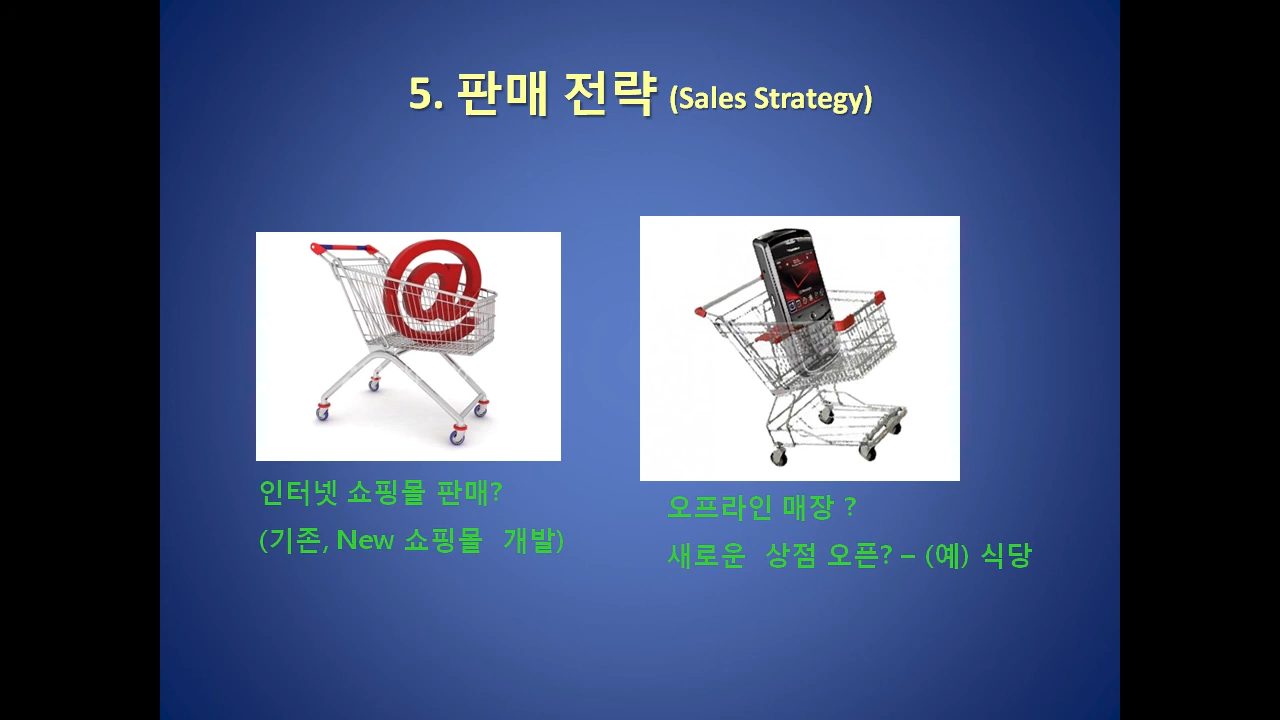 5. 판매 전략 (Sales Strategy)
인터넷 쇼핑몰 판매?
(기존, New 쇼핑몰 개발)
오프라인 매장 ?
새로운 상점 오픈? – (예) 식당